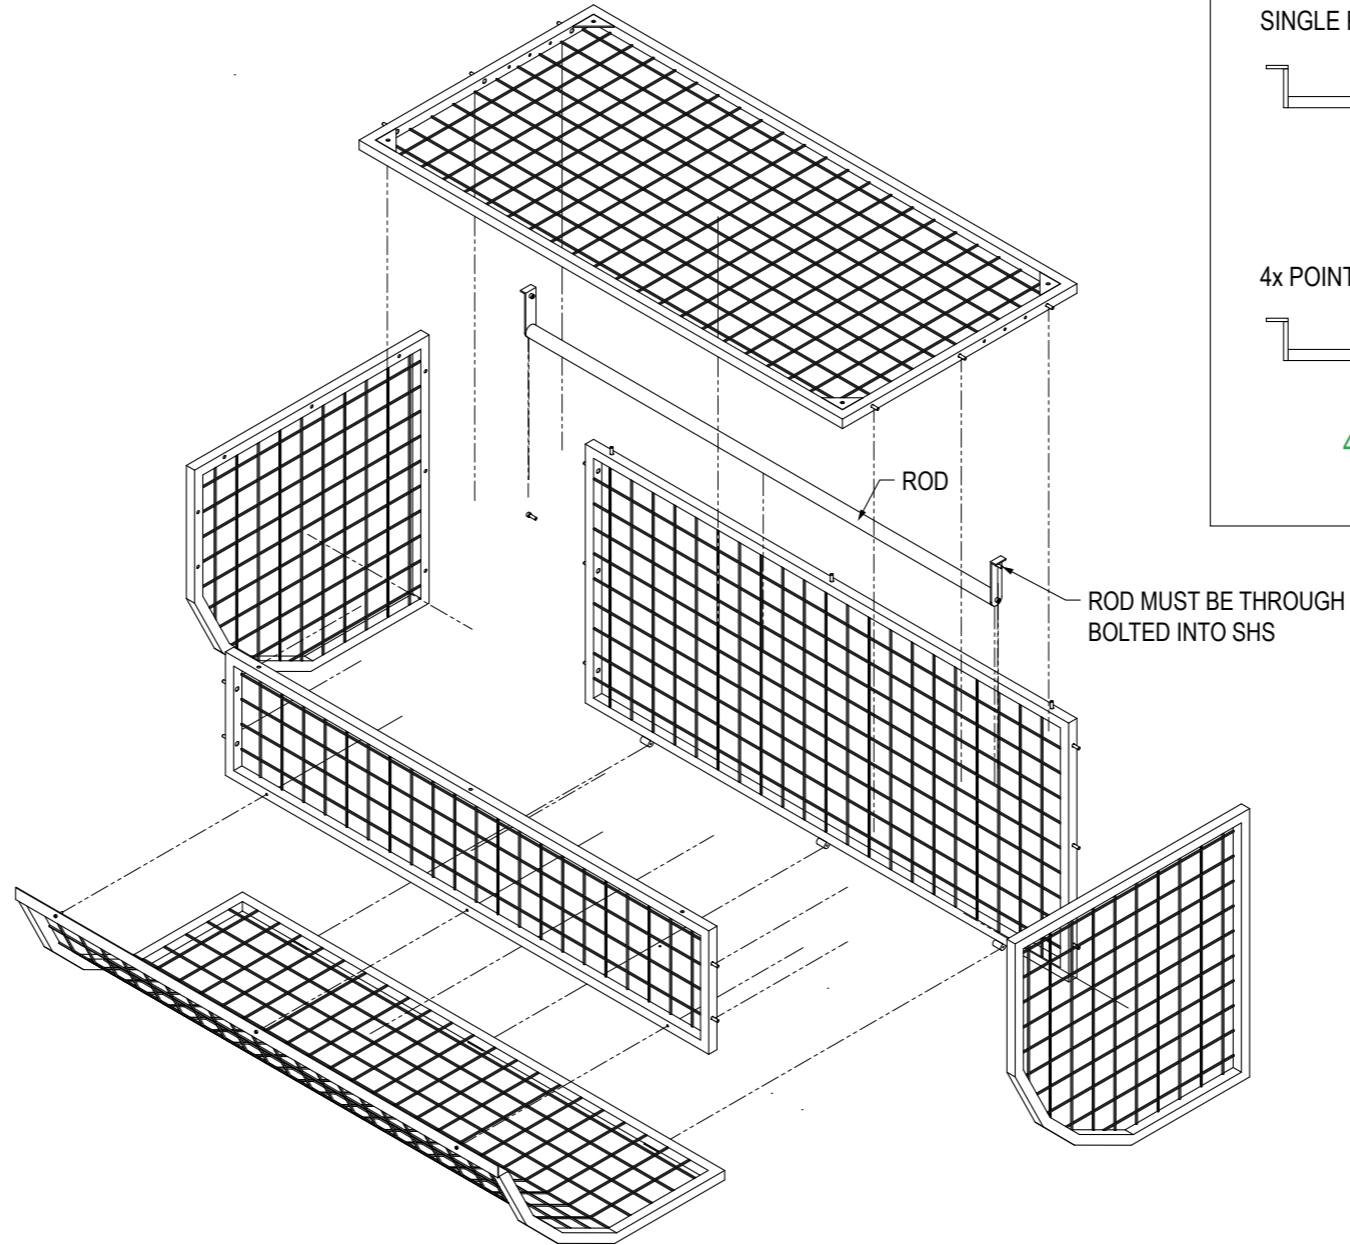 SINGLE
4x POINT
ROD
ROD MUST BE THROUGH
BOLTED INTO SHS